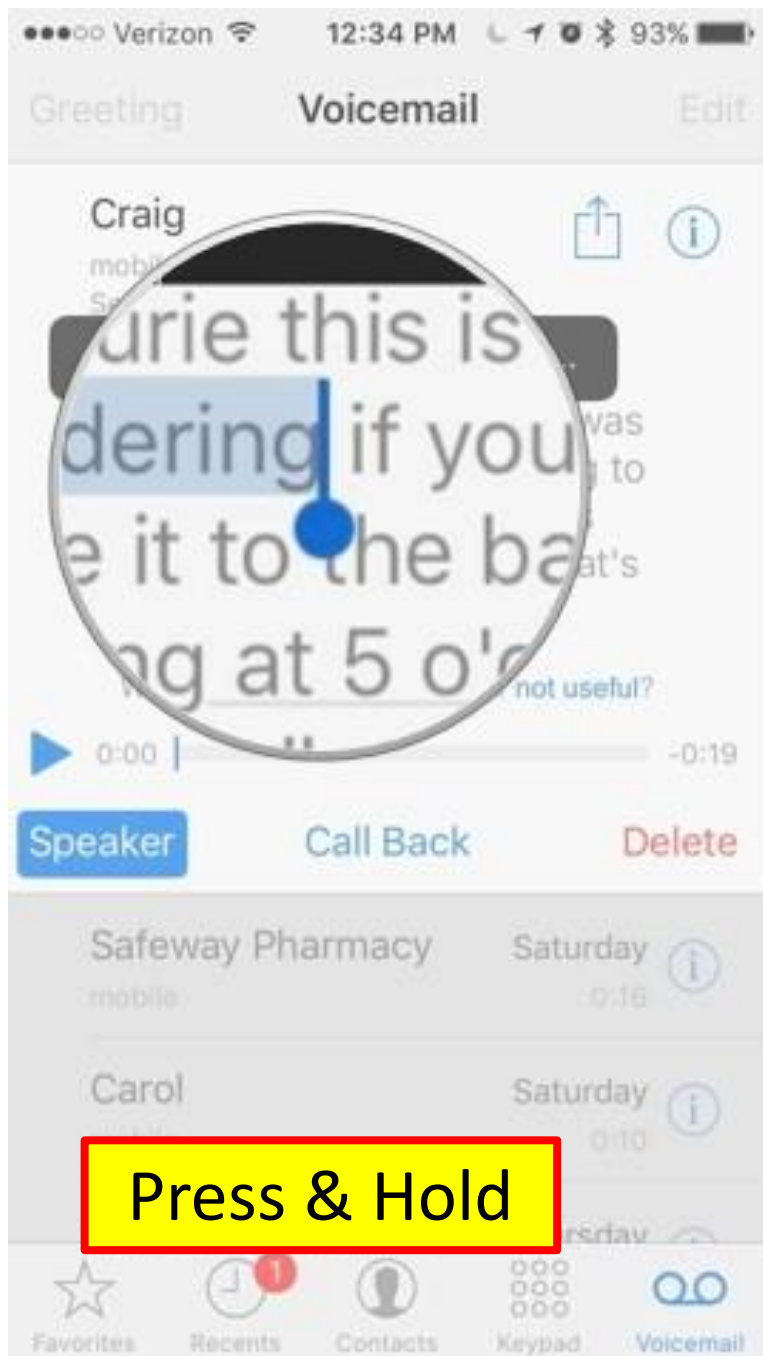 Verizon 12:34 PM 93%
Greeting Voicemail Edit
Craig
mobile
urie this is
was
dering if you
to
e it to the ba
at's
ng at 5 o'c
not useful?
0:00 -0:19
Speaker Call Back Delete
Safeway Pharmacy Saturday
mobile 0:16
Carol Saturday
0:10
Press & Hold
rsday
1
Favorites Recents Contacts Keypad Voicemail